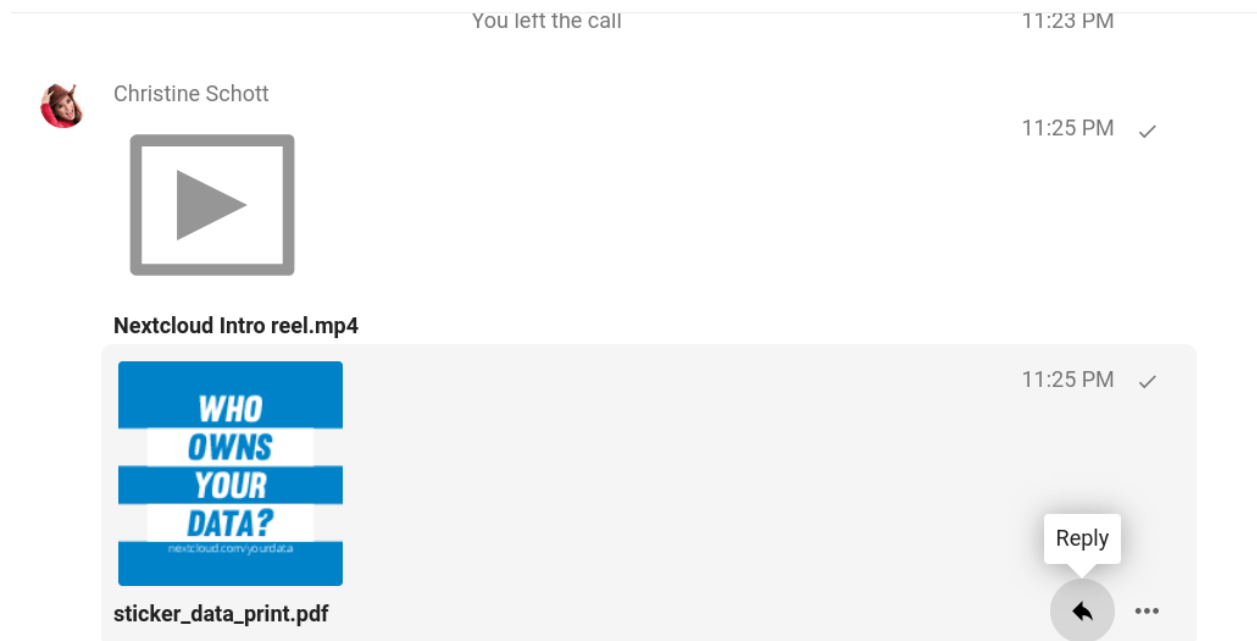 You left the call 11:23 PM
Christine Schott
11:25 PM
Nextcloud Intro reel.mp4
11:25 PM
WHO
OWNS
YOUR
DATA?
nextcloud.com/yourdata
Reply
sticker_data_print.pdf